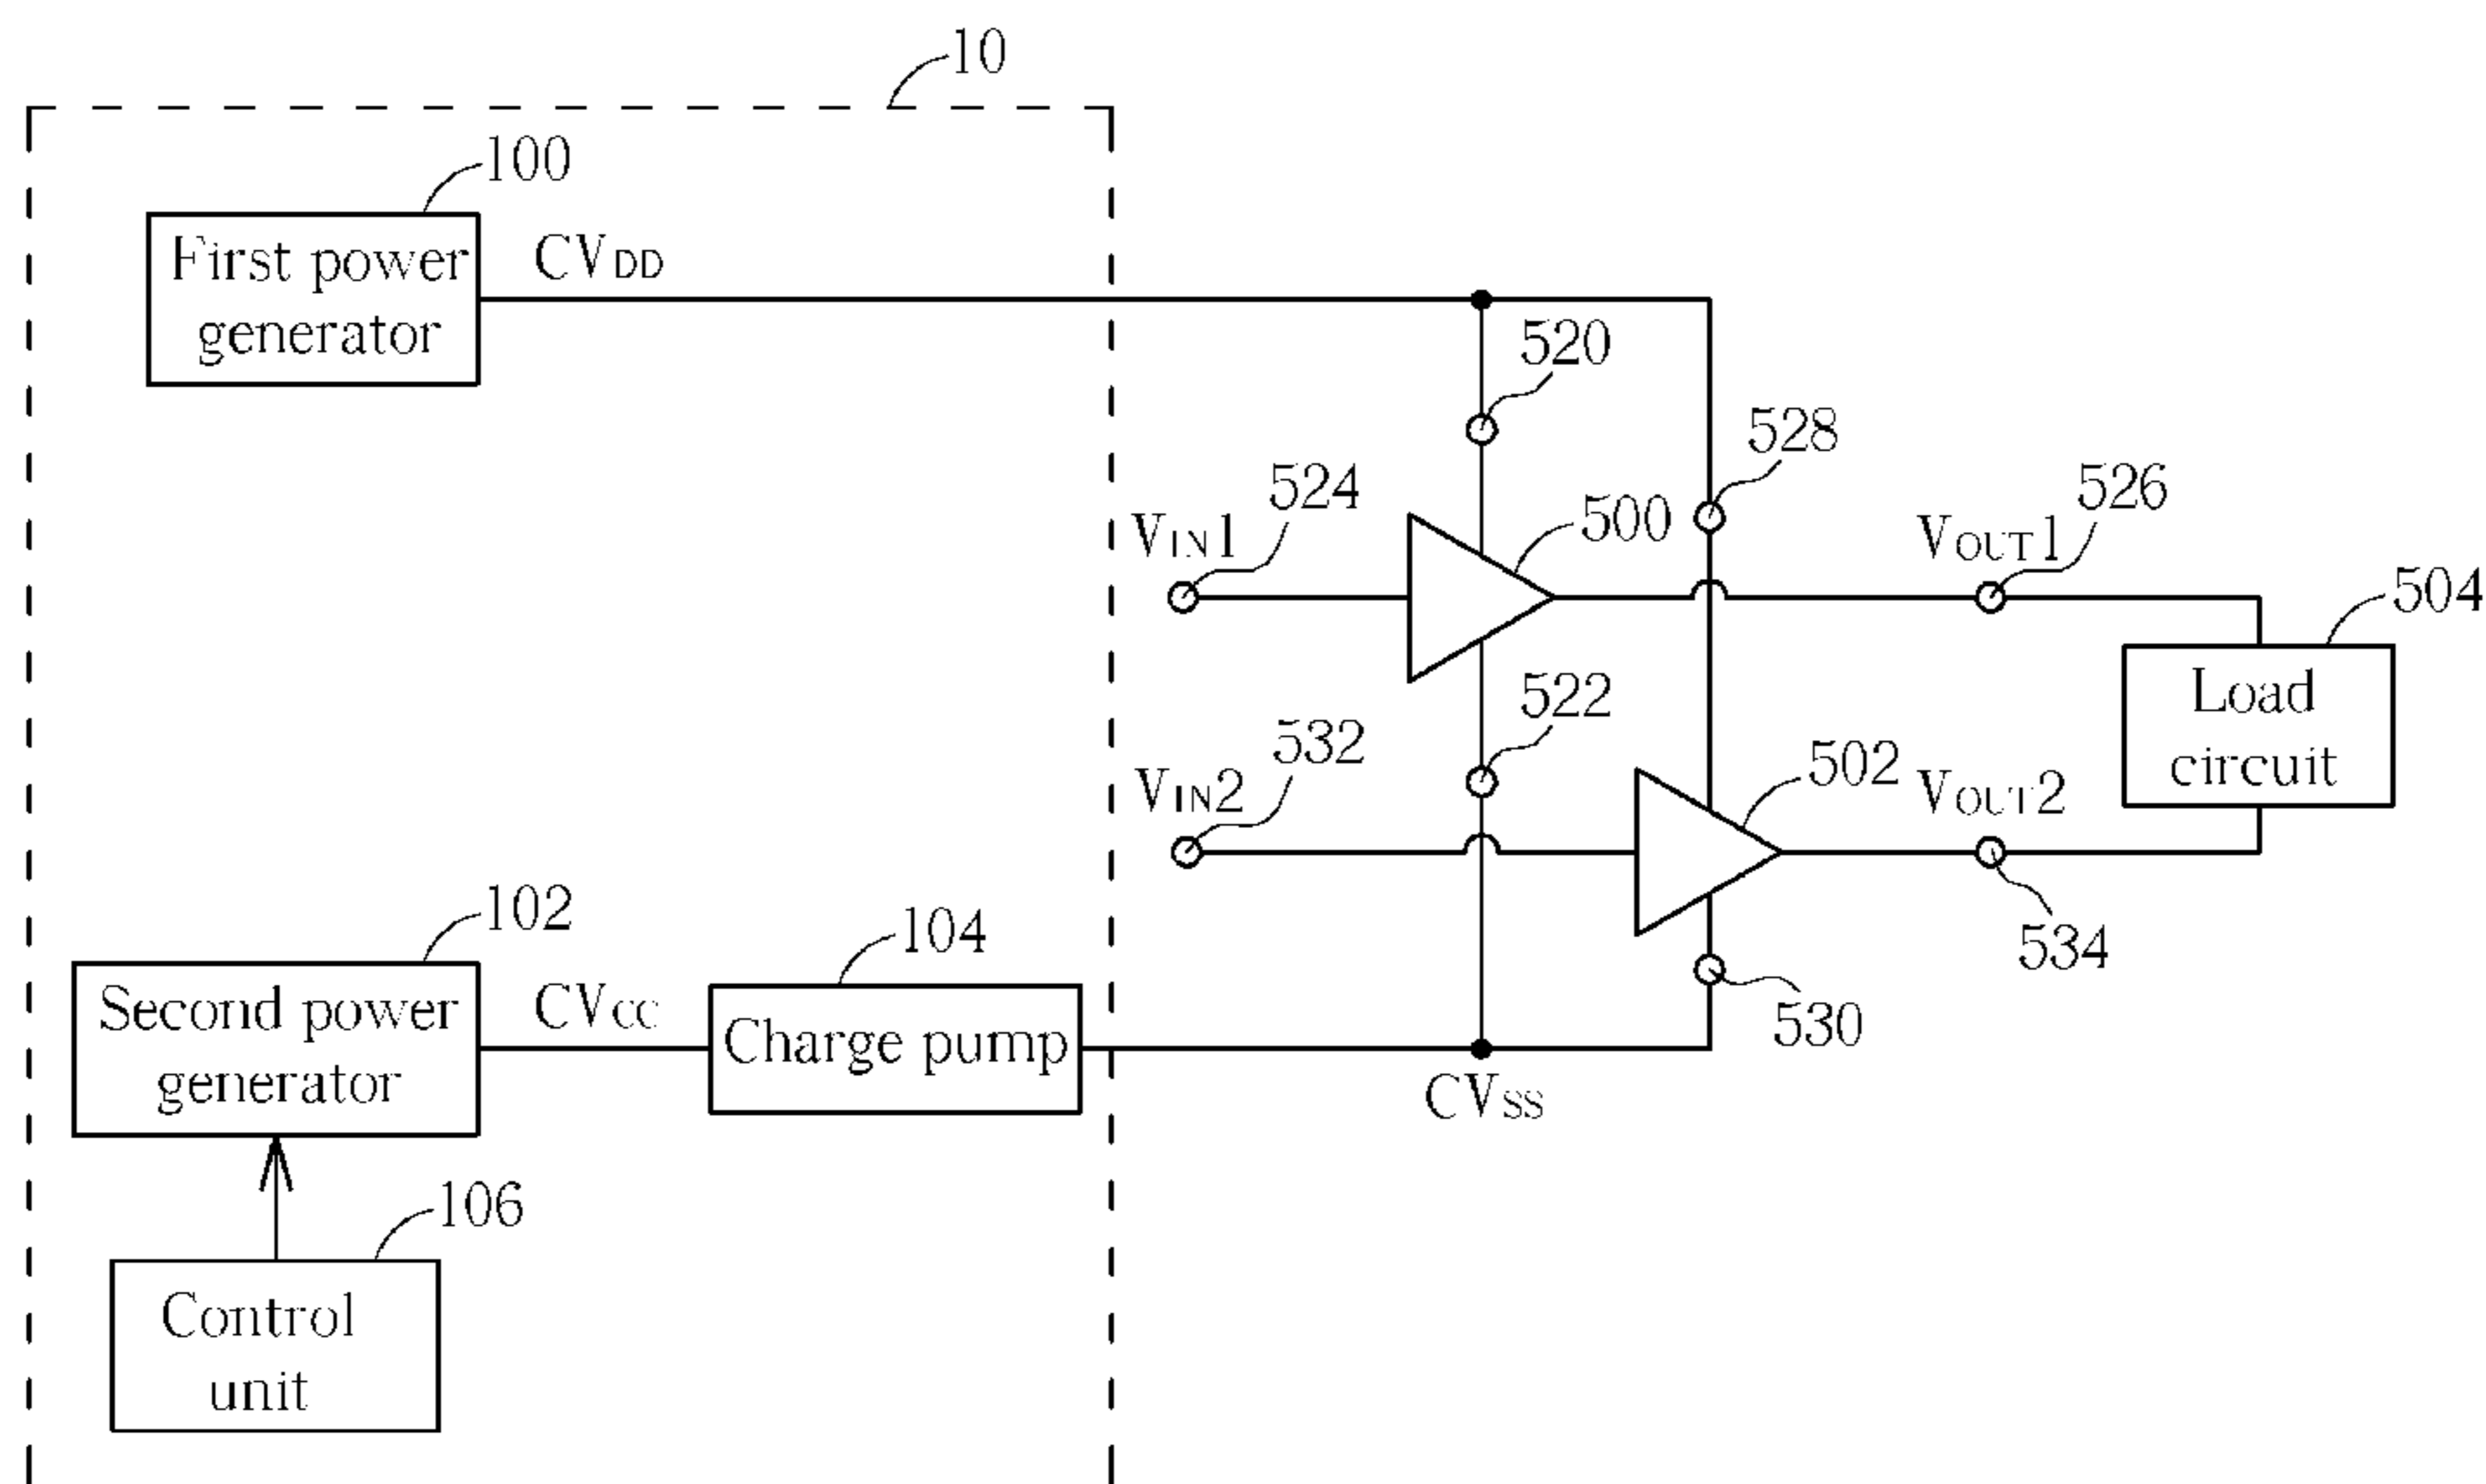 10
100
First power
generator
CVDD
520
528
524
500
526
VIN1
VOUT1
504
Load
circuit
522
532
502
VIN2
VOUT2
534
102
104
Second power
generator
CVCC
Charge pump
530
CVSS
106
Control
unit